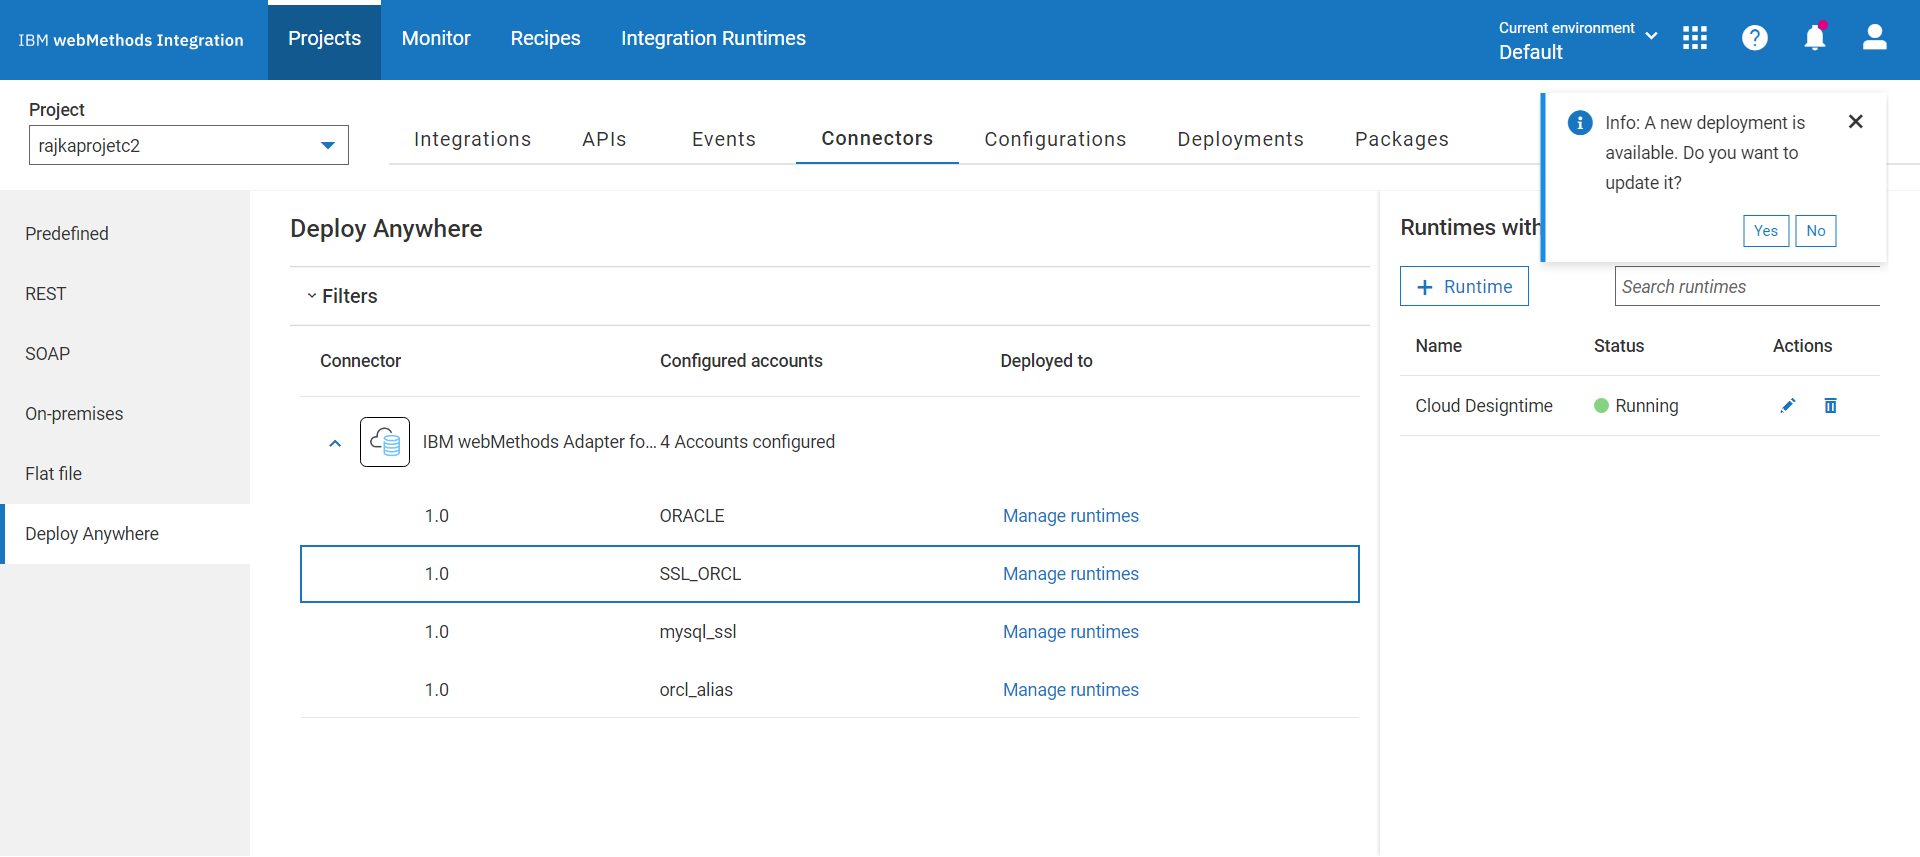 IBM webMethods Integration
Projects
Monitor
Recipes
Integration Runtimes
Current environment
Default
Project
rajkaprojetc2
Integrations
APIs
Events
Connectors
Configurations
Deployments
Packages
Info: A new deployment is
available. Do you want to
update it?
Yes
No
Predefined
REST
SOAP
On-premises
Flat file
Deploy Anywhere
Deploy Anywhere
Filters
Connector
Configured accounts
Deployed to
IBM webMethods Adapter fo...
4 Accounts configured
1.0
ORACLE
Manage runtimes
1.0
SSL_ORCL
Manage runtimes
1.0
mysql_ssl
Manage runtimes
1.0
orcl_alias
Manage runtimes
Runtimes with
+ Runtime
Search runtimes
Name
Status
Actions
Cloud Designtime
Running